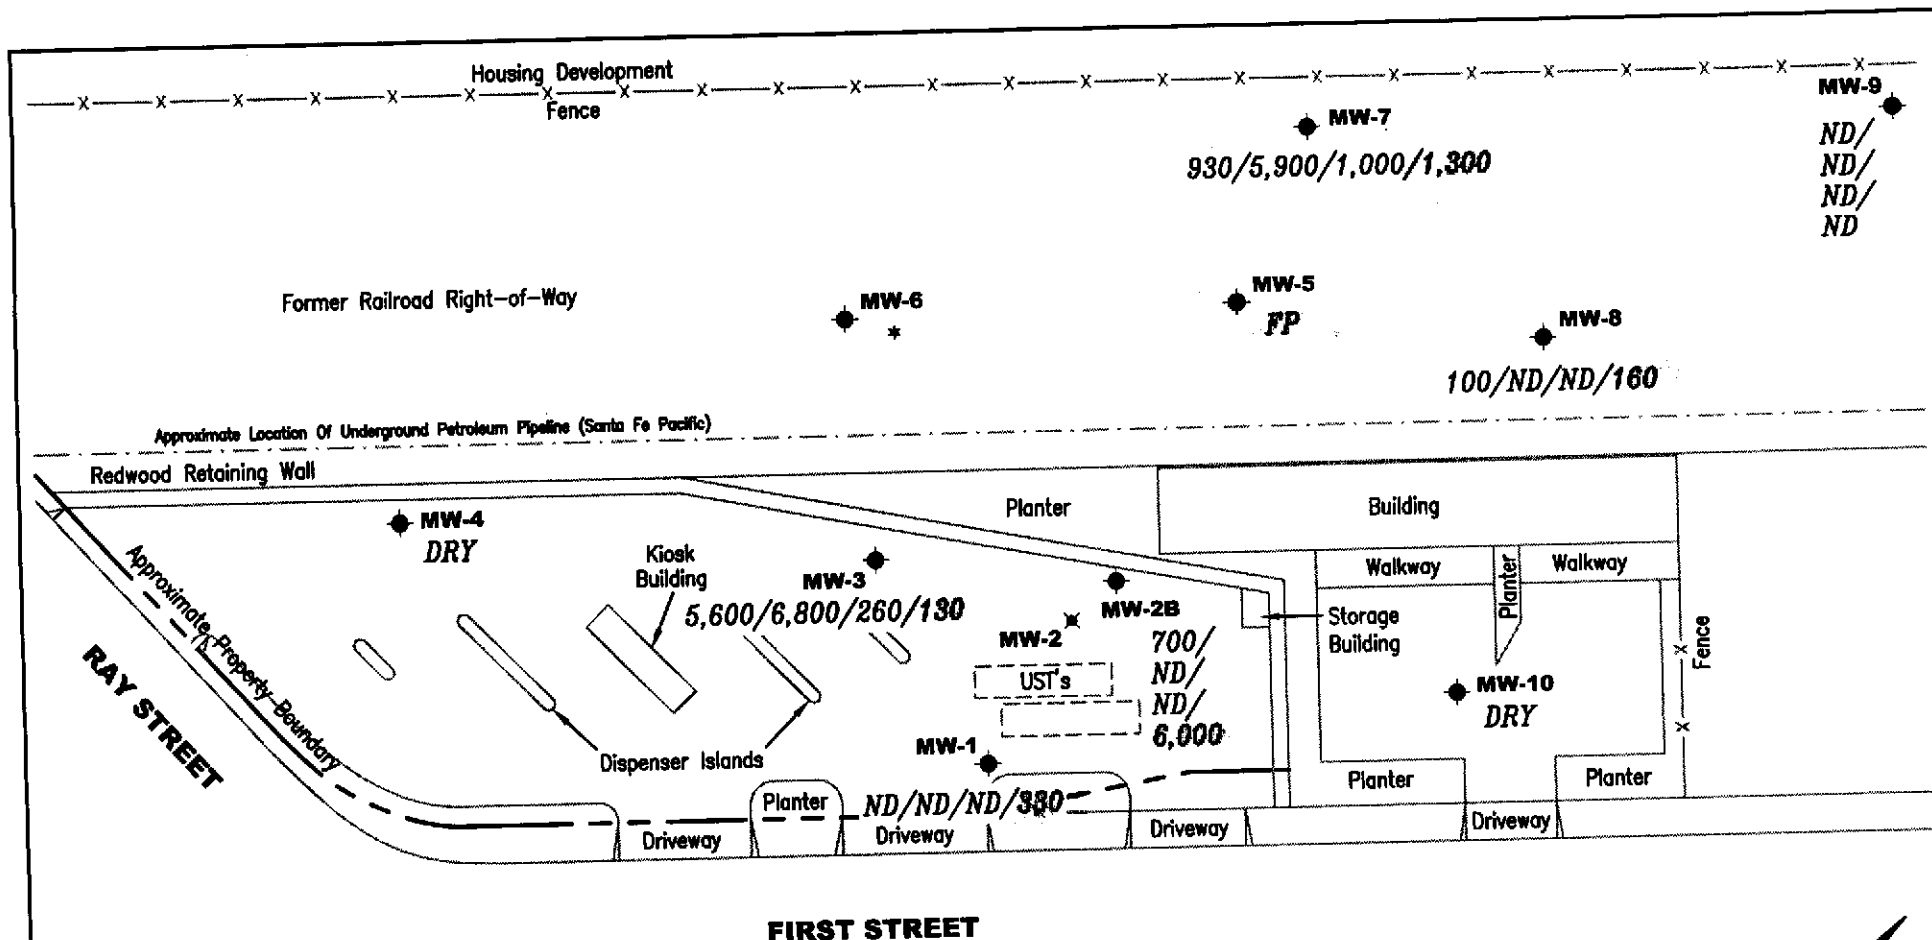 Housing Development
Fence
MW-9
ND/
ND/
ND/
ND
MW-7
930/5,900/1,000/1,300
Former Railroad Right-of-Way
MW-6
*
MW-5
FP
MW-8
100/ND/ND/160
Approximate Location Of Underground Petroleum Pipeline (Santa Fe Pacific)
Redwood Retaining Wall
Planter
Building
MW-4
DRY
Kiosk
Building
MW-3
5,600/6,800/260/130
MW-2B
700/
ND/
ND/
6,000
MW-2
UST's
Storage
Building
Walkway
Planter
Walkway
Fence
MW-10
DRY
Approximate Property Boundary
RAY STREET
Dispenser Islands
MW-1
ND/ND/ND/330
Planter
Planter
Planter
Driveway
Driveway
Driveway
Driveway
FIRST STREET